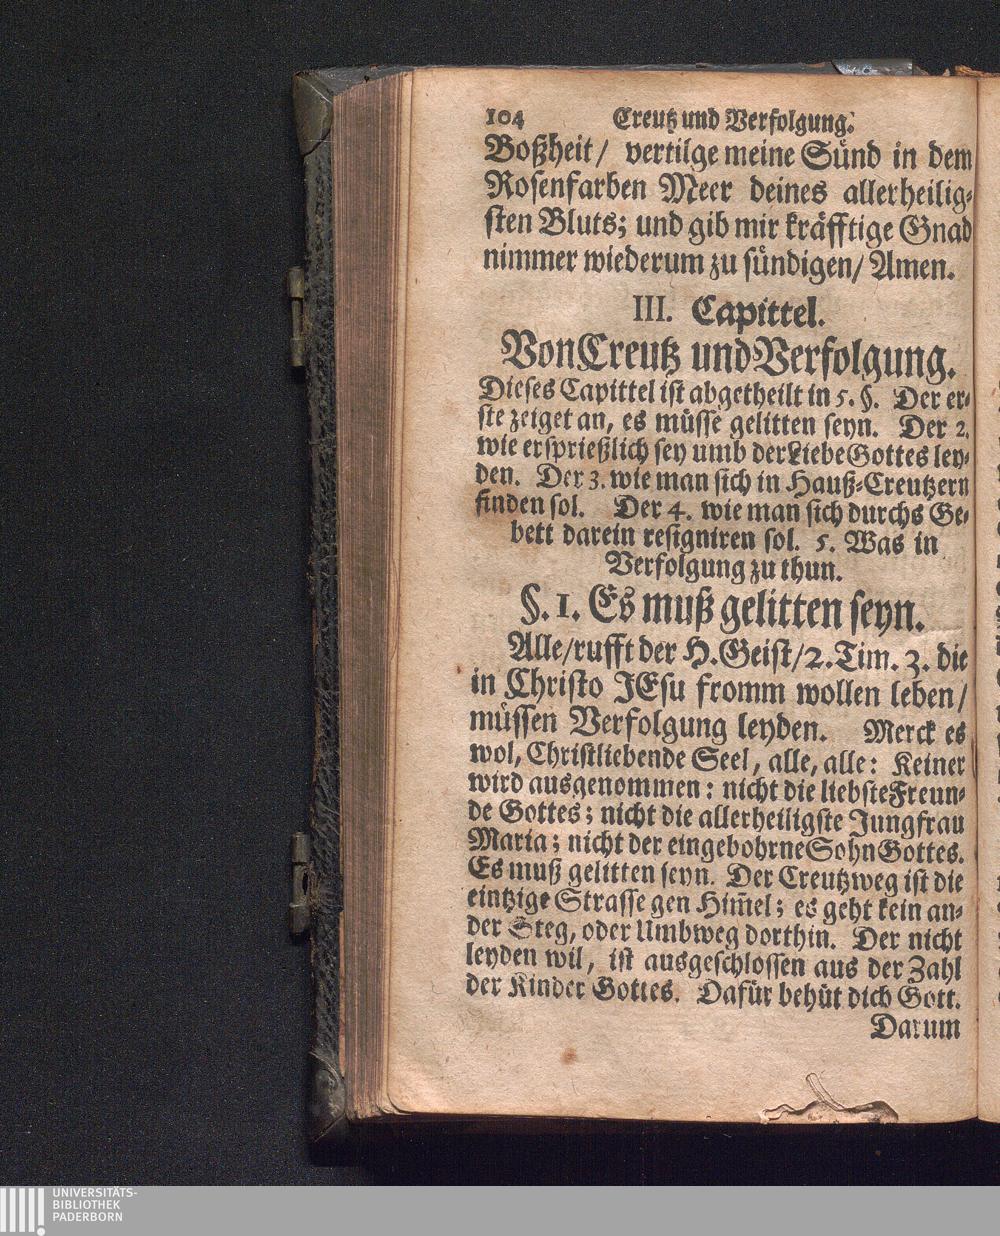 104 Creutz und Verfolgung.
Boßheit/ vertilge meine Sünd in dem
Rosenfarben Meer deines allerheilig-
sten Bluts; und gib mir kräfftige Gnad
nimmer wiederum zu sündigen/ Amen.
III. Capittel.
Von Creutz und Verfolgung.
Dieses Capittel ist abgetheilt in 5. §. Der er-
ste zeiget an, es müsse gelitten seyn. Der 2.
wie ersprießlich sey umb der Liebe Gottes ley-
den. Der 3. wie man sich in Hauß-Creutzern
finden sol. Der 4. wie man sich durchs Ge-
bett darein resigniren sol. 5. Was in
Verfolgung zu thun.
§. 1. Es muß gelitten seyn.
Alle/ rufft der H. Geist/ 2. Tim. 3. die
in Christo JEsu fromm wollen leben/
müssen Verfolgung leyden. Merck es
wol, Christliebende Seel, alle, alle: Keiner
wird ausgenommen: nicht die liebste Freun-
de Gottes; nicht die allerheiligste Jungfrau
Maria; nicht der eingebohrne Sohn Gottes.
Es muß gelitten seyn. Der Creutzweg ist die
eintzige Strasse gen Him̄el; es geht kein an-
der Steg, oder Umbweg dorthin. Der nicht
leyden wil, ist ausgeschlossen aus der Zahl
der Kinder Gottes. Dafür behüt dich Gott.
Darum
UNIVERSITÄTS-
BIBLIOTHEK
PADERBORN